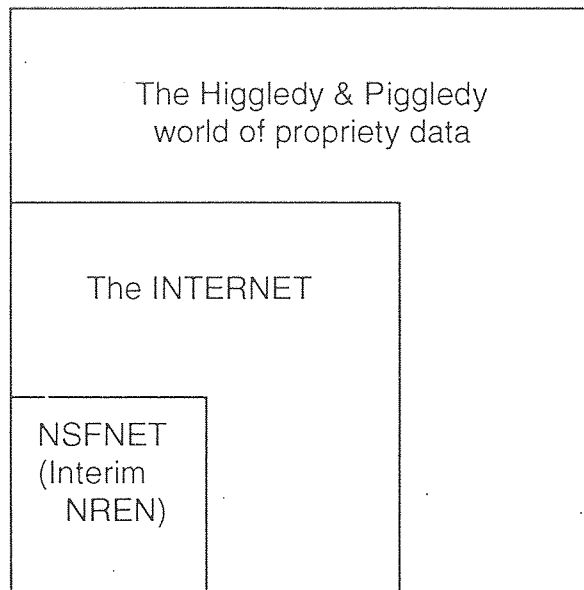 The Higgledy & Piggledy
world of propriety data
The INTERNET
NSFNET
(Interim
NREN)